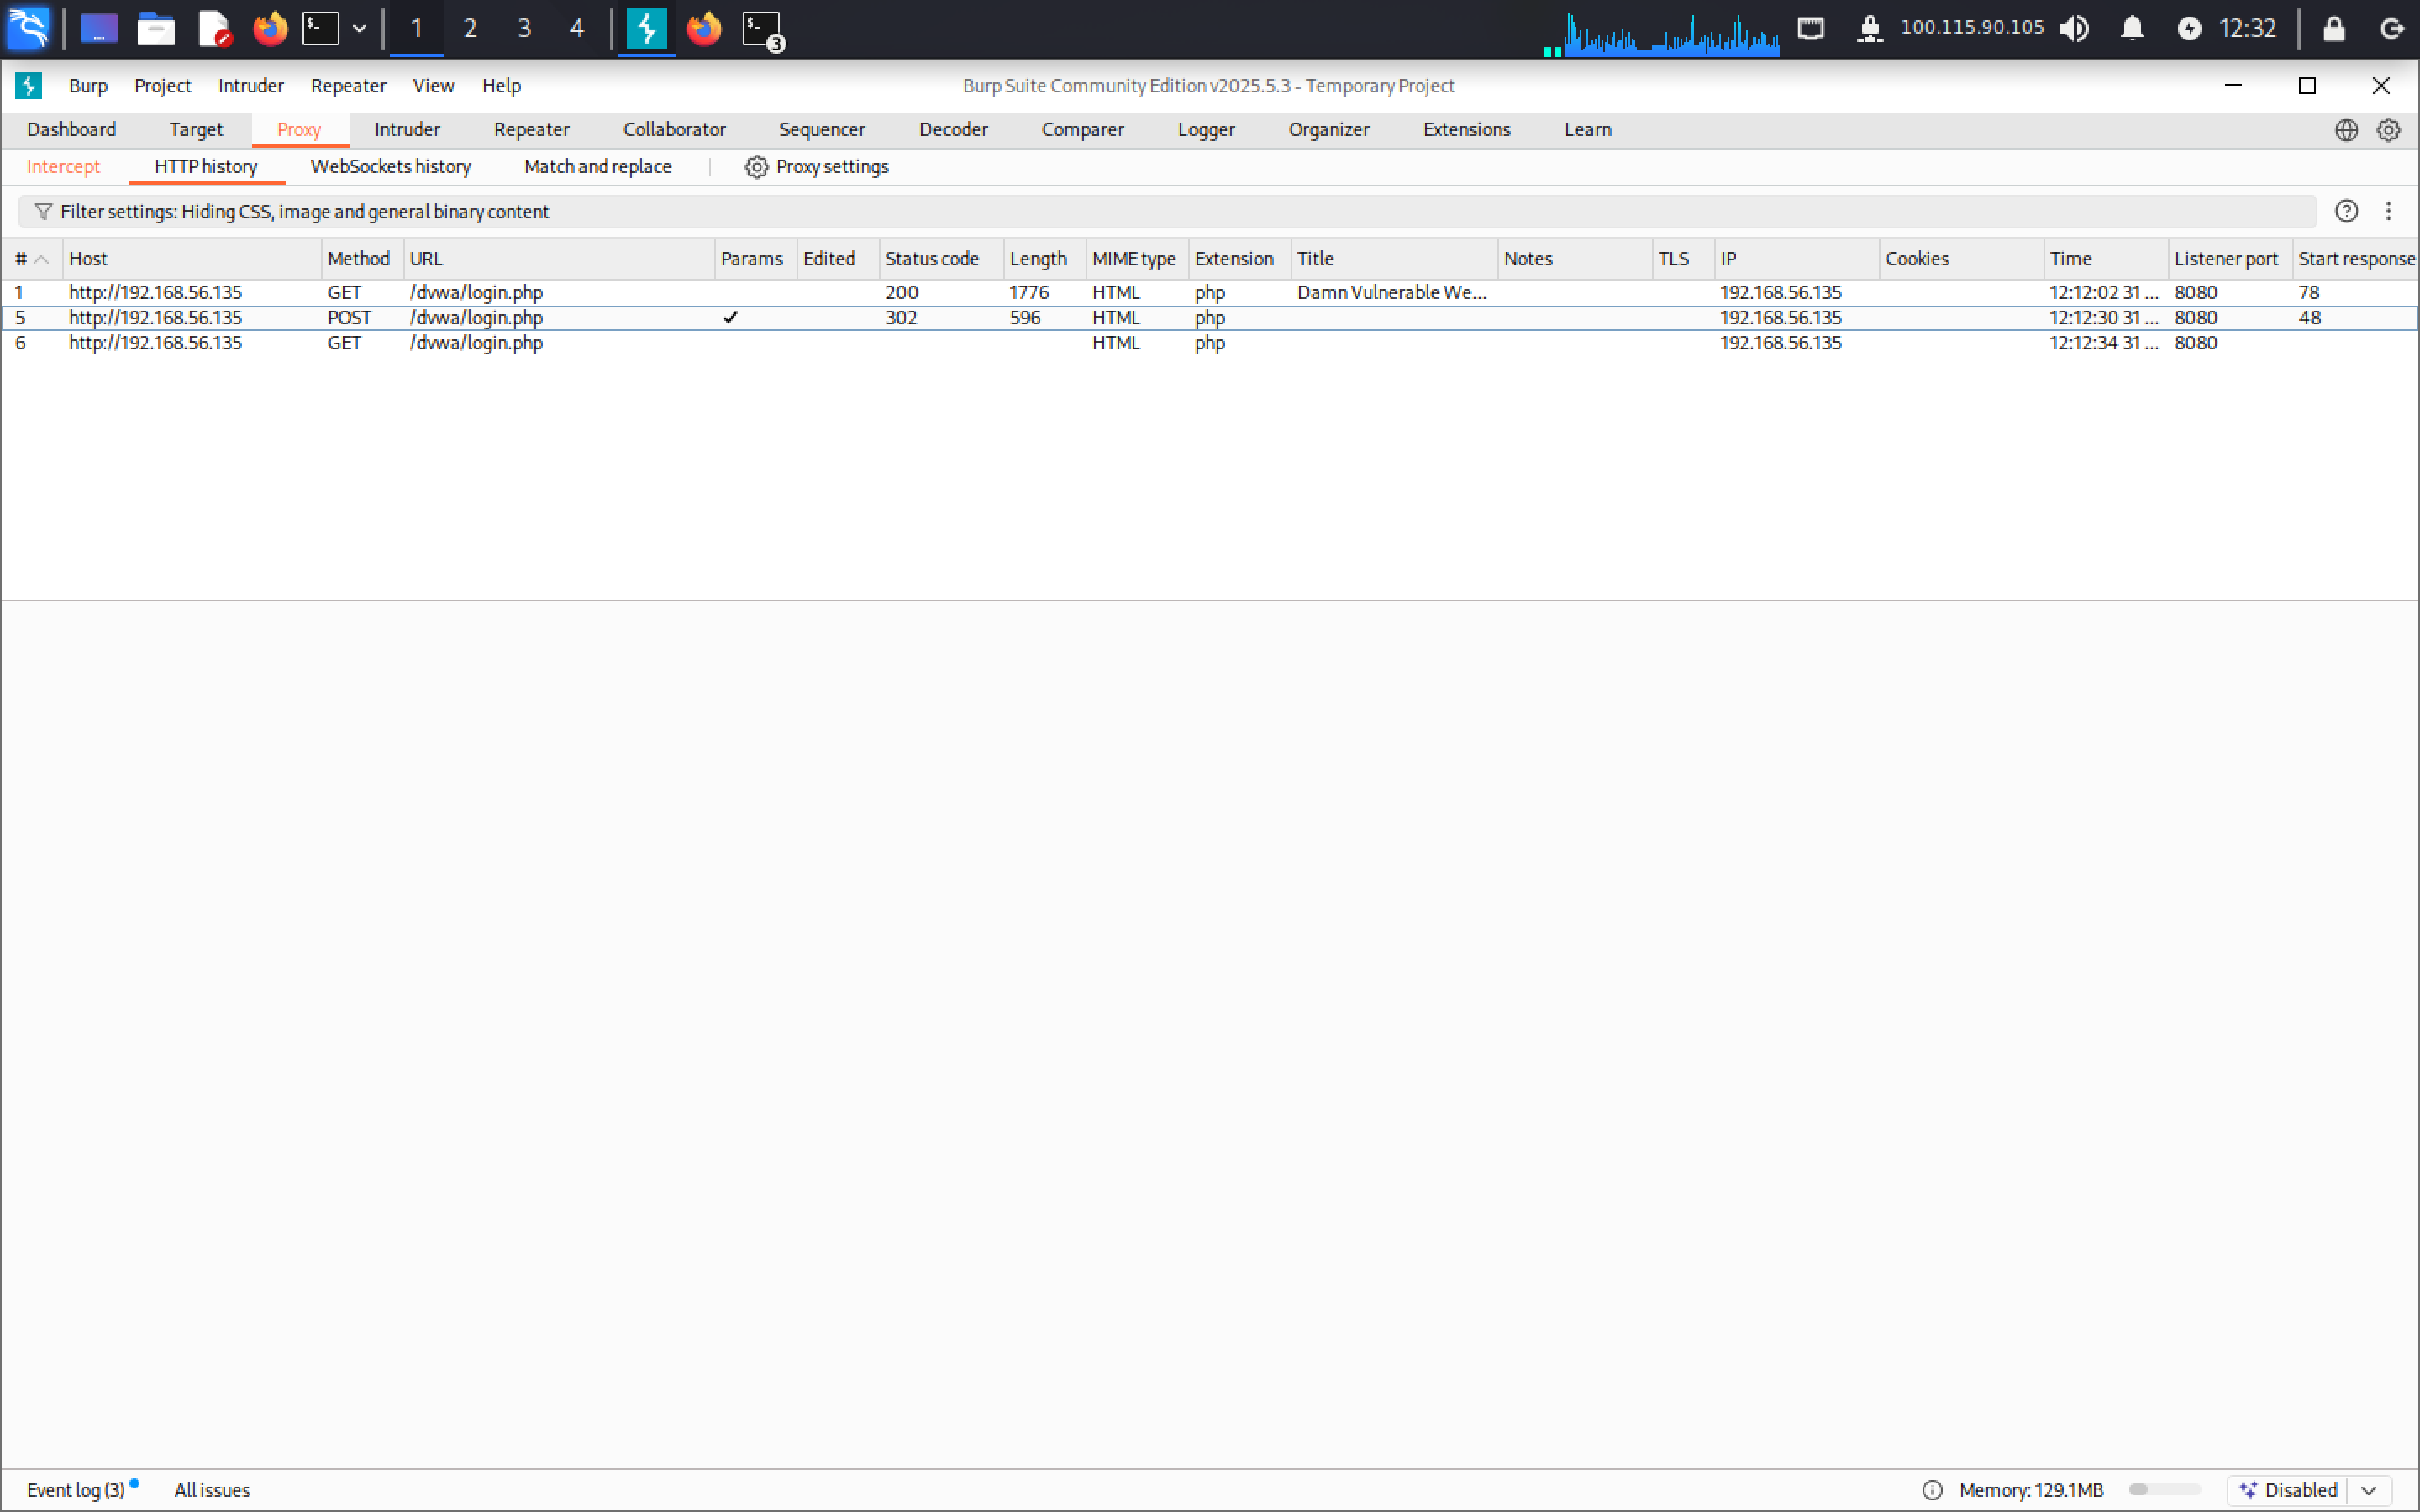 1 2 3 4 $- 3 100.115.90.105 12:32
Burp Project Intruder Repeater View Help Burp Suite Community Edition v2025.5.3 - Temporary Project
Dashboard Target Proxy Intruder Repeater Collaborator Sequencer Decoder Comparer Logger Organizer Extensions Learn
Intercept HTTP history WebSockets history Match and replace Proxy settings
Filter settings: Hiding CSS, image and general binary content
# Host Method URL Params Edited Status code Length MIME type Extension Title Notes TLS IP Cookies Time Listener port Start response
1 http://192.168.56.135 GET /dvwa/login.php 200 1776 HTML php Damn Vulnerable We... 192.168.56.135 12:12:02 31 ... 8080 78
5 http://192.168.56.135 POST /dvwa/login.php ✓ 302 596 HTML php 192.168.56.135 12:12:30 31 ... 8080 48
6 http://192.168.56.135 GET /dvwa/login.php HTML php 192.168.56.135 12:12:34 31 ... 8080
Event log (3) All issues Memory: 129.1MB Disabled